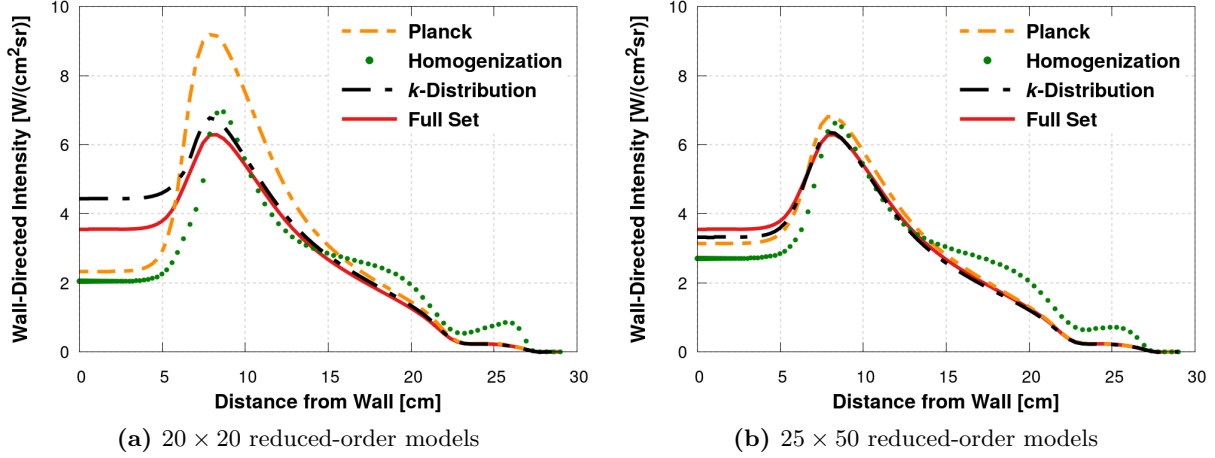 Wall-Directed Intensity [W/(cm²sr)]
10
8
6
4
2
0
Planck
Homogenization
k-Distribution
Full Set
0 5 10 15 20 25 30
Distance from Wall [cm]
(a) 20 × 20 reduced-order models
Wall-Directed Intensity [W/(cm²sr)]
10
8
6
4
2
0
Planck
Homogenization
k-Distribution
Full Set
0 5 10 15 20 25 30
Distance from Wall [cm]
(b) 25 × 50 reduced-order models